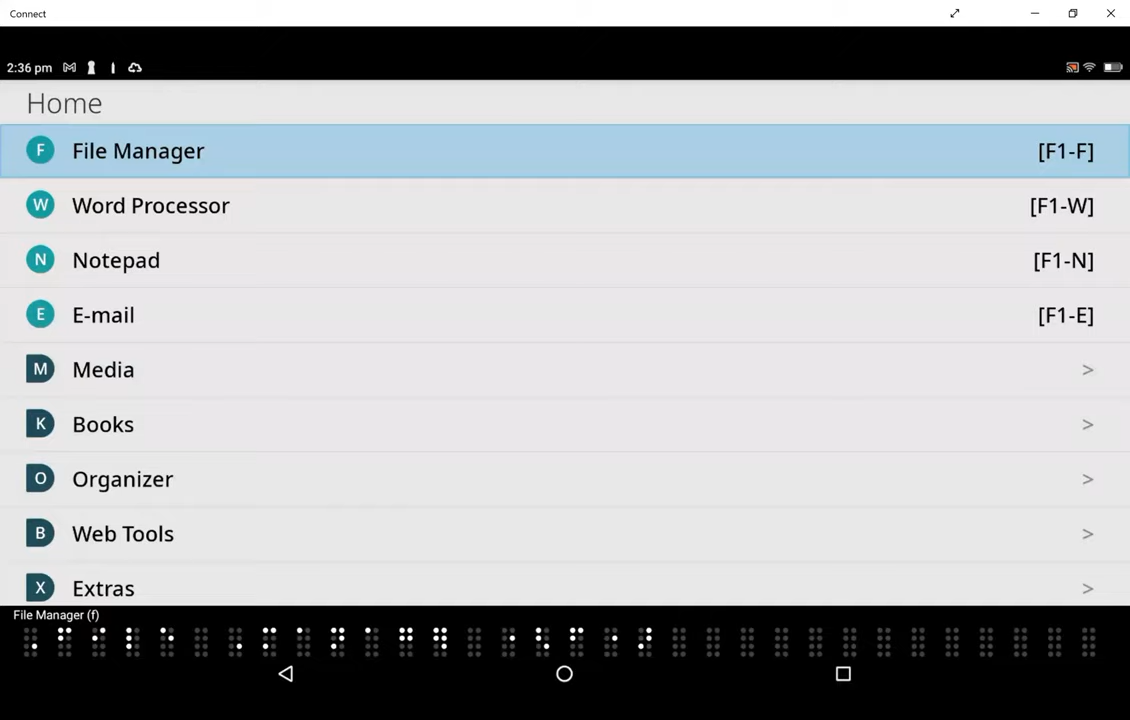 Connect
2:36 pm
Home
F File Manager [F1-F]
W Word Processor [F1-W]
N Notepad [F1-N]
E E-mail [F1-E]
M Media >
K Books >
O Organizer >
B Web Tools >
X Extras >
File Manager (f)